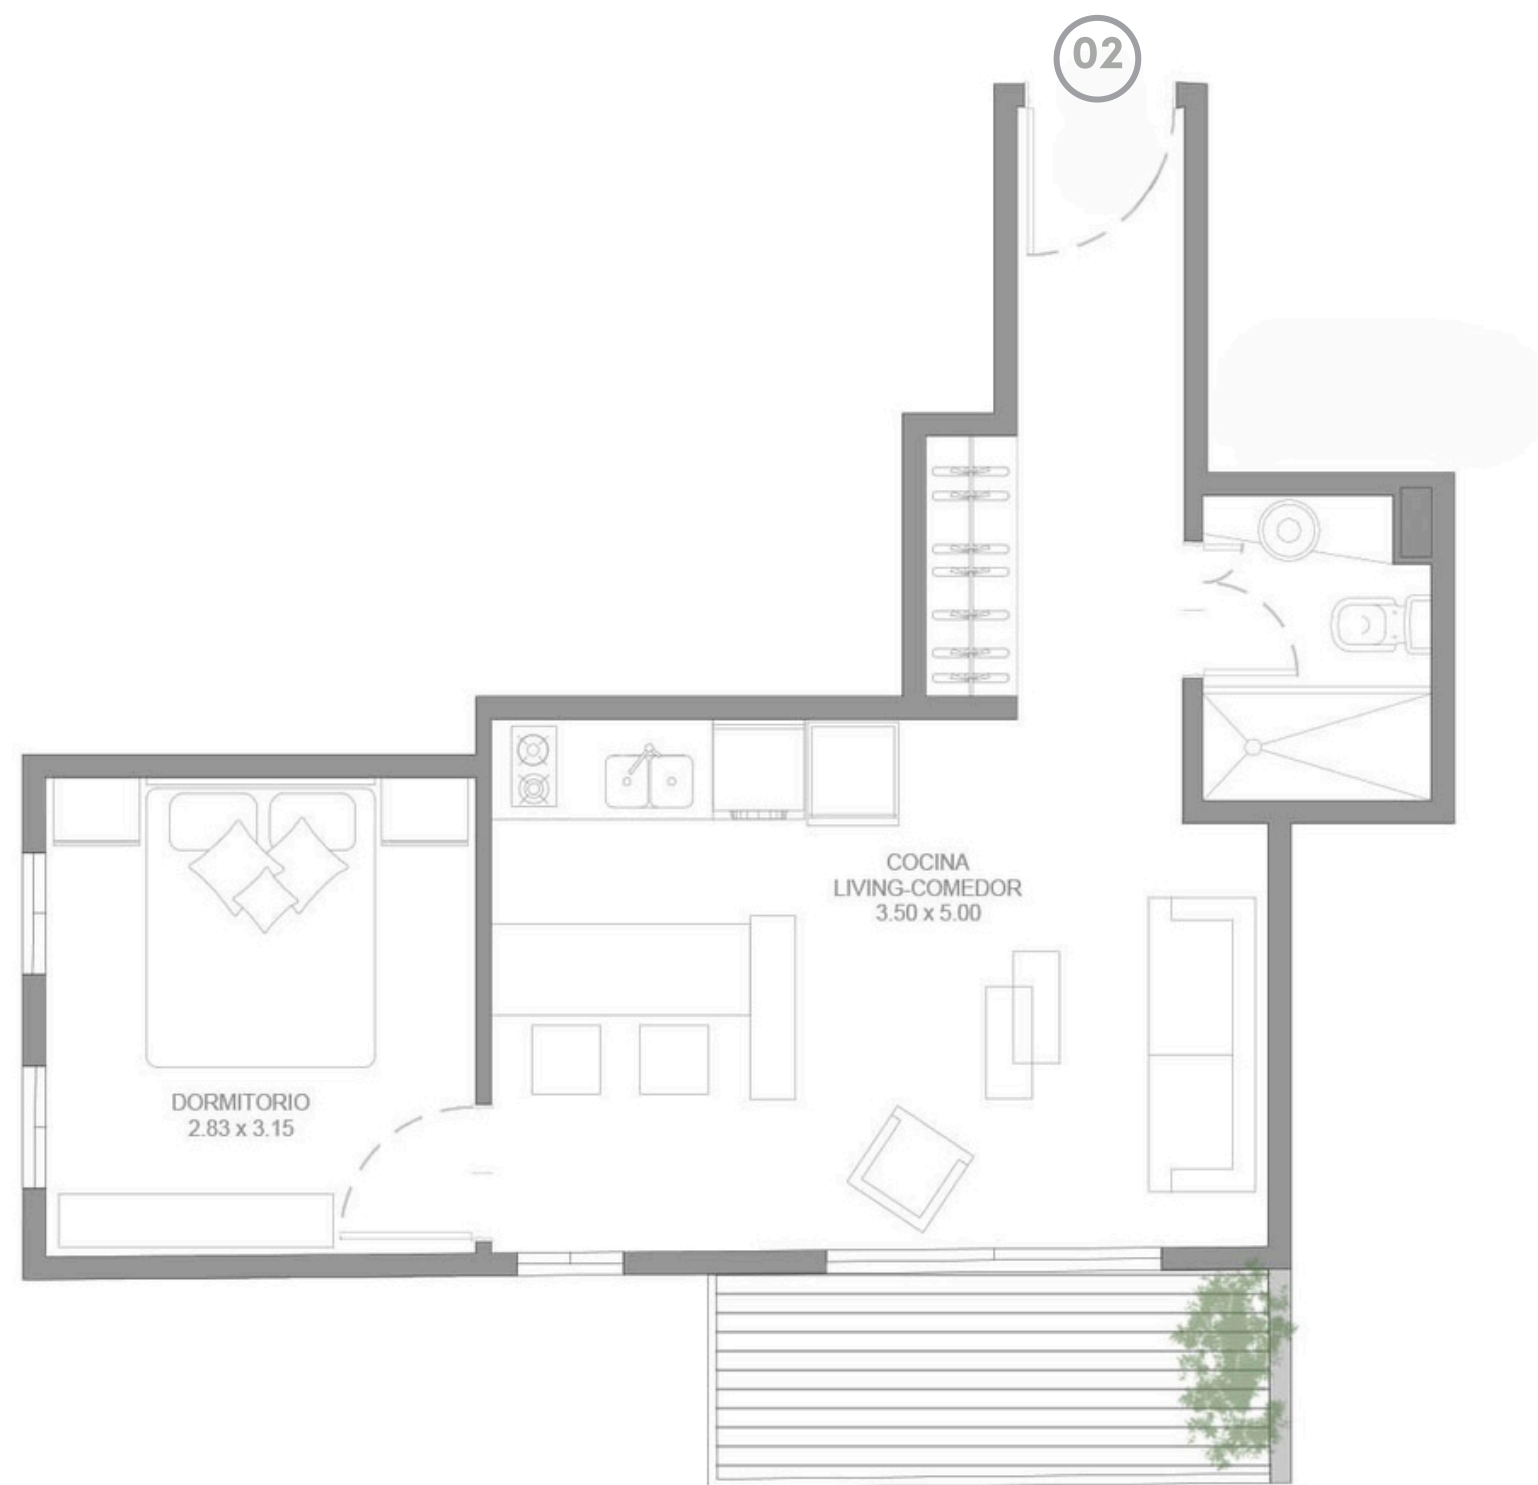 02
COCINA
LIVING-COMEDOR
3.50 x 5.00
DORMITORIO
2.83 x 3.15